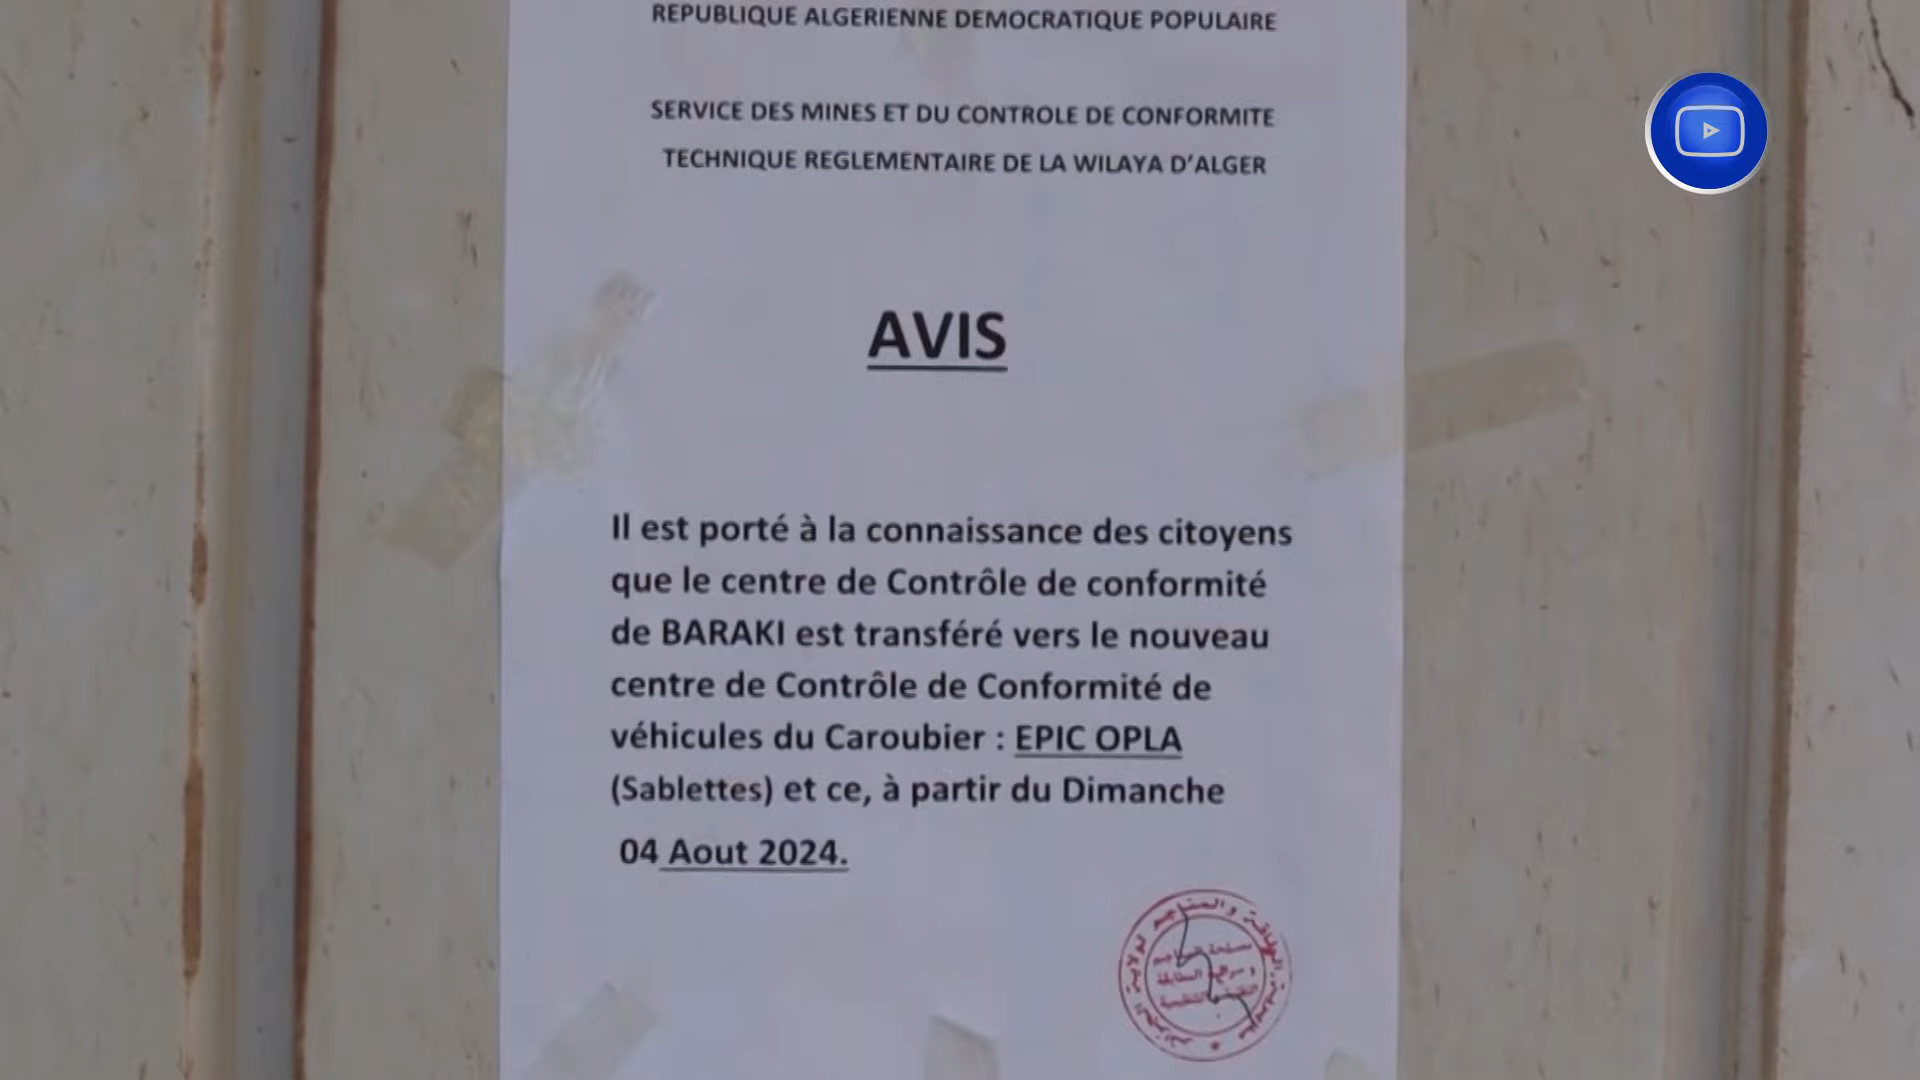 REPUBLIQUE ALGERIENNE DEMOCRATIQUE POPULAIRE
SERVICE DES MINES ET DU CONTROLE DE CONFORMITE
TECHNIQUE REGLEMENTAIRE DE LA WILAYA D'ALGER
AVIS
Il est porté à la connaissance des citoyens
que le centre de Contrôle de conformité
de BARAKI est transféré vers le nouveau
centre de Contrôle de Conformité de
véhicules du Caroubier : EPIC OPLA
(Sablettes) et ce, à partir du Dimanche
04 Aout 2024.
والمناجم لولاية الجزائر